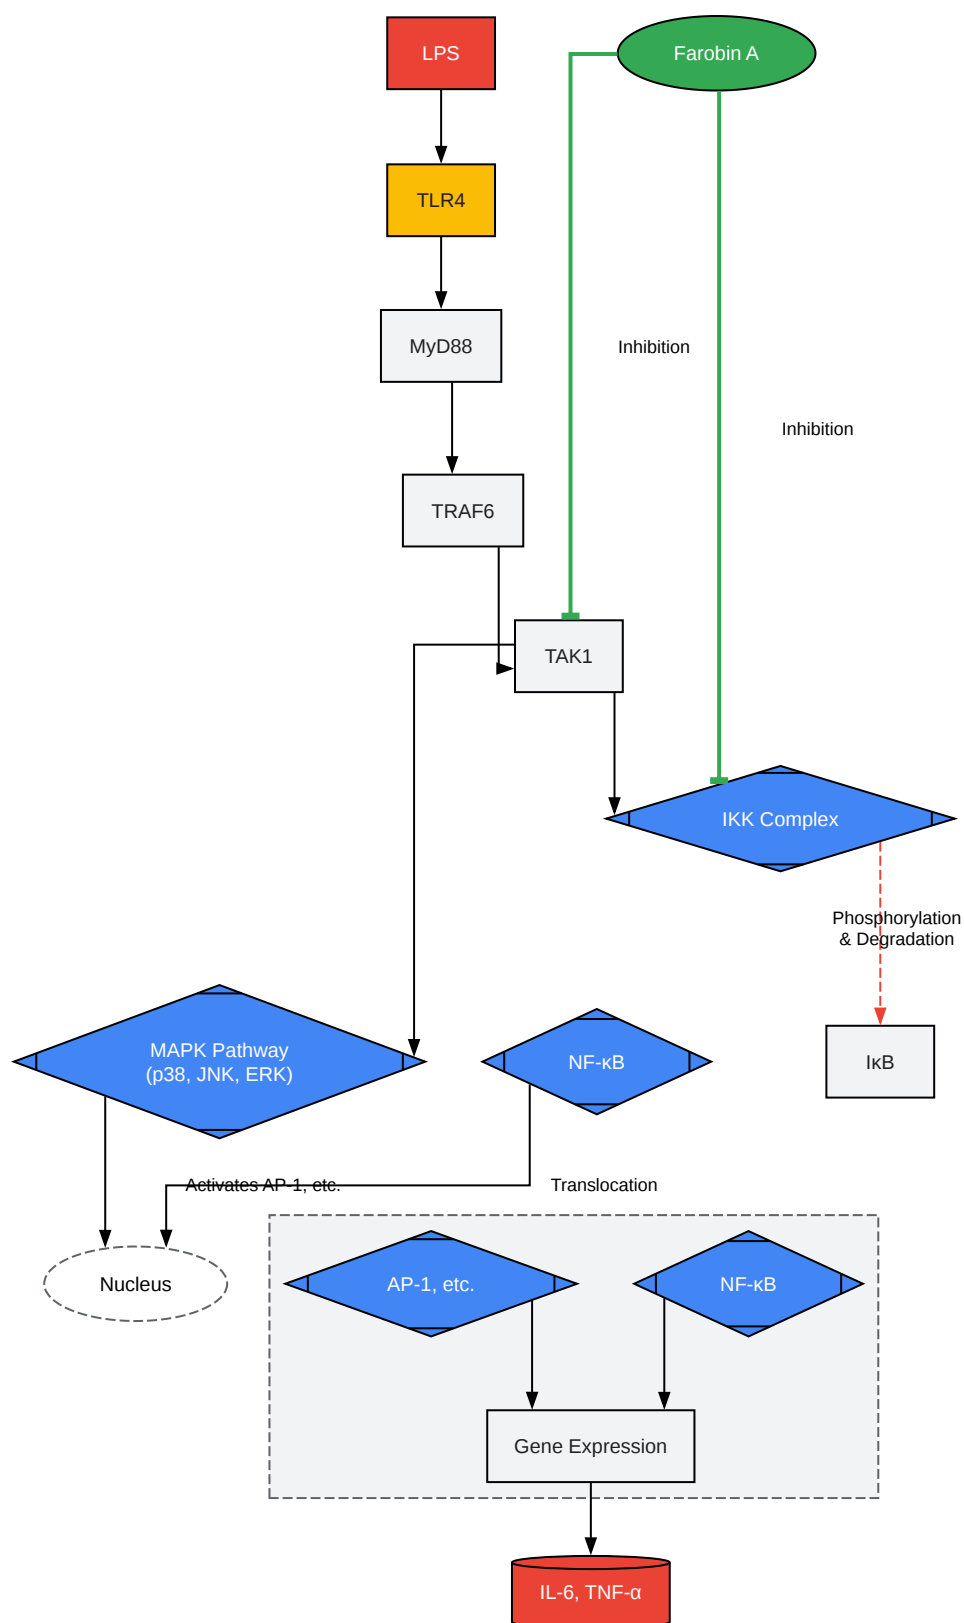 LPS
Farobin A
TLR4
MyD88
Inhibition
Inhibition
TRAF6
TAK1
IKK Complex
Phosphorylation
& Degradation
MAPK Pathway
(p38, JNK, ERK)
NF-κB
IκB
Activates AP-1, etc.
Translocation
Nucleus
AP-1, etc.
NF-κB
Gene Expression
IL-6, TNF-α